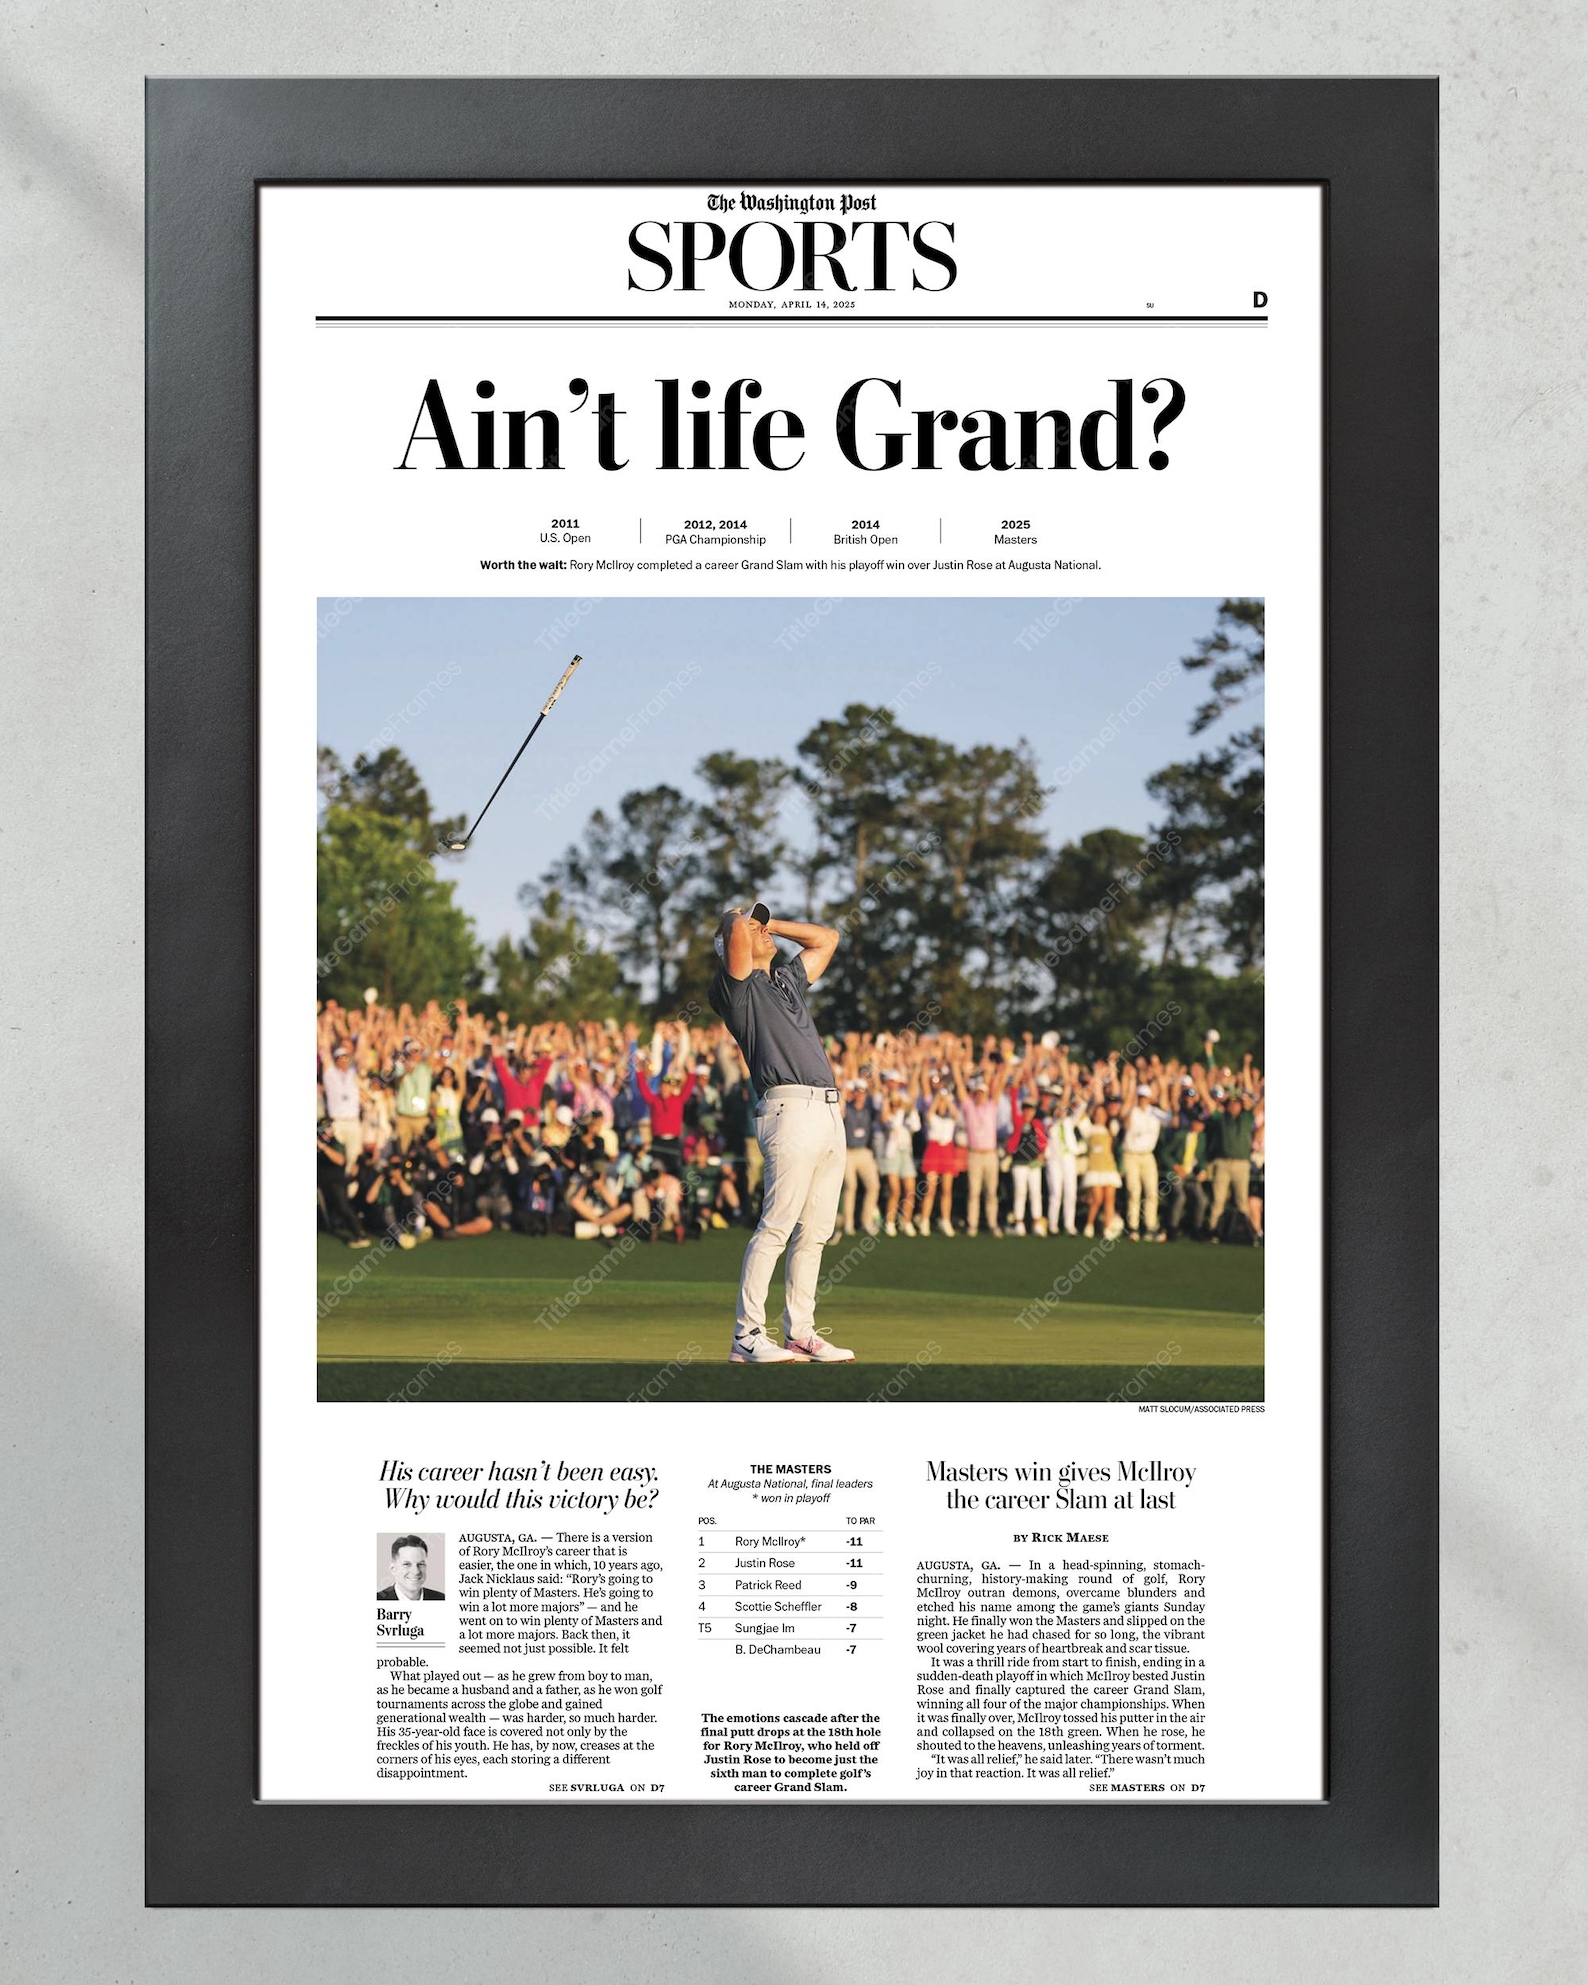 The Washington Post
SPORTS
MONDAY, APRIL 14, 2025
SU
D
Ain't life Grand?
2011
U.S. Open
2012, 2014
PGA Championship
2014
British Open
2025
Masters
Worth the wait: Rory McIlroy completed a career Grand Slam with his playoff win over Justin Rose at Augusta National.
TitleGameFrames
MATT SLOCUM/ASSOCIATED PRESS
His career hasn't been easy.
Why would this victory be?
Barry
Svrluga
AUGUSTA, GA. — There is a version
of Rory McIlroy's career that is
easier, the one in which, 10 years ago,
Jack Nicklaus said: "Rory's going to
win plenty of Masters. He's going to
win a lot more majors" — and he
went on to win plenty of Masters and
a lot more majors. Back then, it
seemed not just possible. It felt
probable.
What played out — as he grew from boy to man,
as he became a husband and a father, as he won golf
tournaments across the globe and gained
generational wealth — was harder, so much harder.
His 35-year-old face is covered not only by the
freckles of his youth. He has, by now, creases at the
corners of his eyes, each storing a different
disappointment.
SEE SVRLUGA ON D7
THE MASTERS
At Augusta National, final leaders
* won in playoff
POS. TO PAR
1 Rory McIlroy* -11
2 Justin Rose -11
3 Patrick Reed -9
4 Scottie Scheffler -8
T5 Sungjae Im -7
B. DeChambeau -7
The emotions cascade after the
final putt drops at the 18th hole
for Rory McIlroy, who held off
Justin Rose to become just the
sixth man to complete golf's
career Grand Slam.
Masters win gives McIlroy
the career Slam at last
BY RICK MAESE
AUGUSTA, GA. — In a head-spinning, stomach-
churning, history-making round of golf, Rory
McIlroy outran demons, overcame blunders and
etched his name among the game's giants Sunday
night. He finally won the Masters and slipped on the
green jacket he had chased for so long, the vibrant
wool covering years of heartbreak and scar tissue.
It was a thrill ride from start to finish, ending in a
sudden-death playoff in which McIlroy bested Justin
Rose and finally captured the career Grand Slam,
winning all four of the major championships. When
it was finally over, McIlroy tossed his putter in the air
and collapsed on the 18th green. When he rose, he
shouted to the heavens, unleashing years of torment.
"It was all relief," he said later. "There wasn't much
joy in that reaction. It was all relief."
SEE MASTERS ON D7